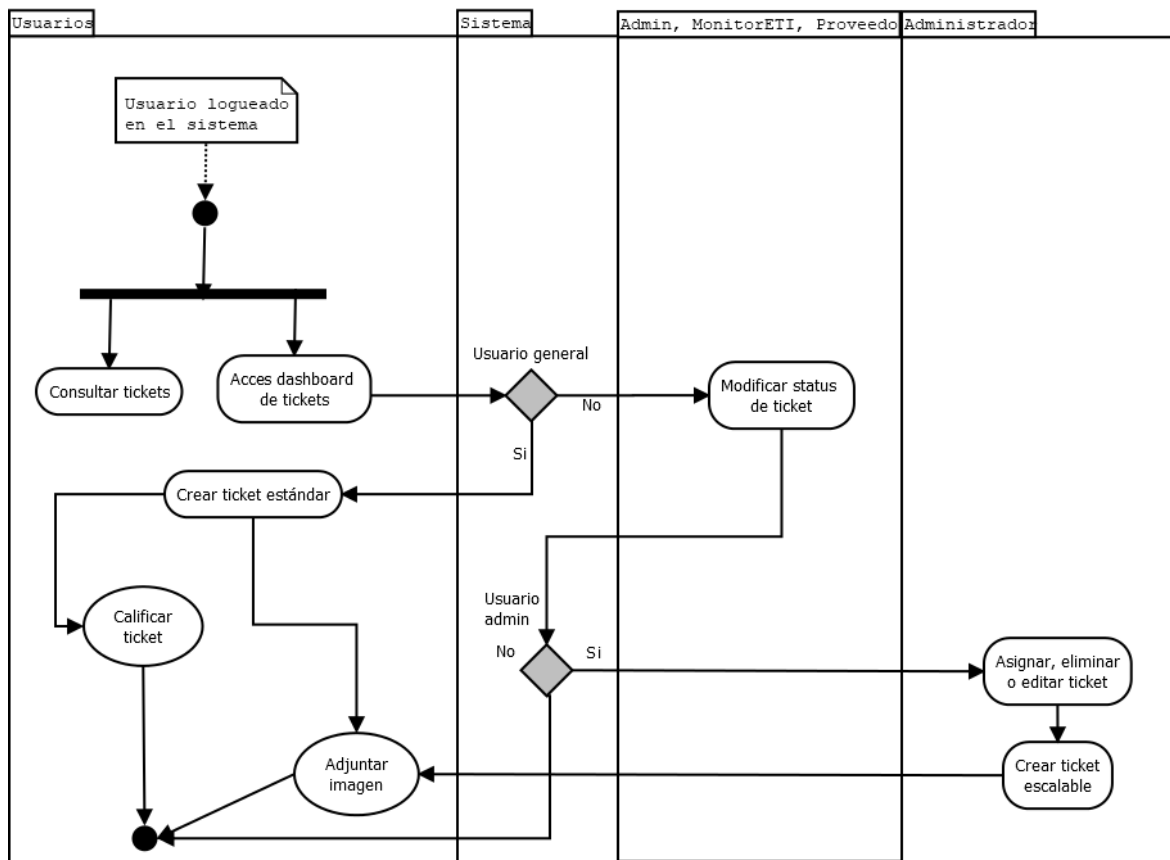 Usuarios
Sistema
Admin, MonitorETI, Proveedo
Administrador
Usuario logueado
en el sistema
Consultar tickets
Acces dashboard
de tickets
Usuario general
No
Si
Modificar status
de ticket
Crear ticket estándar
Calificar
ticket
Usuario
admin
No
Si
Asignar, eliminar
o editar ticket
Adjuntar
imagen
Crear ticket
escalable